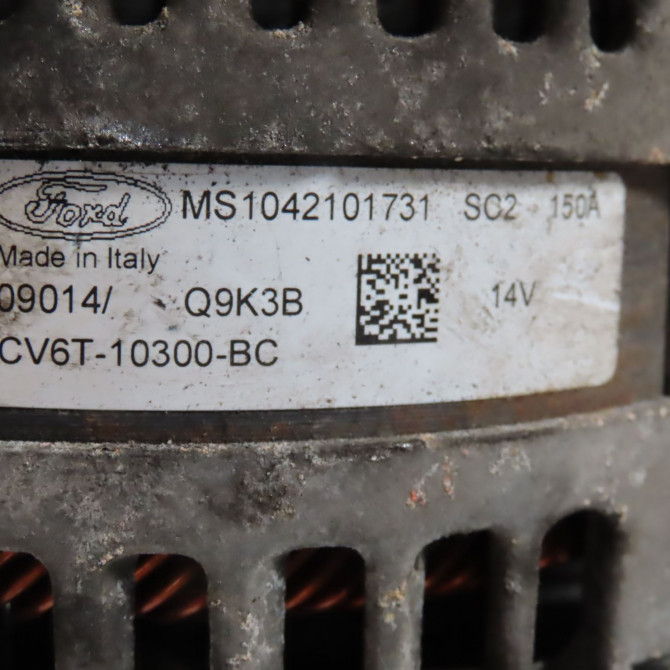 Ford MS1042101731 SC2 150A
Made in Italy
09014/ Q9K3B 14V
CV6T-10300-BC